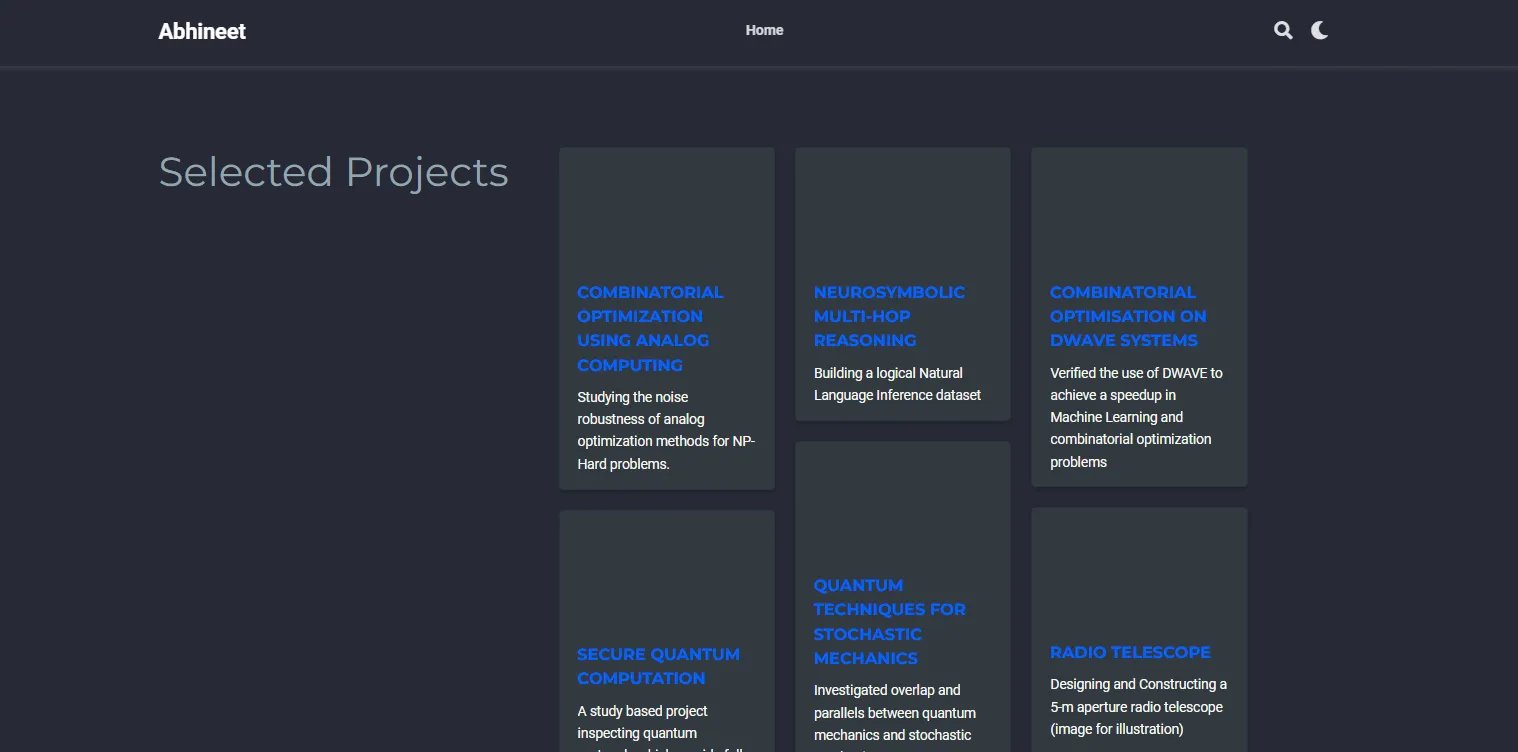 Abhineet
Home
Selected Projects
COMBINATORIAL
OPTIMIZATION
USING ANALOG
COMPUTING
Studying the noise
robustness of analog
optimization methods for NP-
Hard problems.
NEUROSYMBOLIC
MULTI-HOP
REASONING
Building a logical Natural
Language Inference dataset
COMBINATORIAL
OPTIMISATION ON
DWAVE SYSTEMS
Verified the use of DWAVE to
achieve a speedup in
Machine Learning and
combinatorial optimization
problems
SECURE QUANTUM
COMPUTATION
A study based project
inspecting quantum
QUANTUM
TECHNIQUES FOR
STOCHASTIC
MECHANICS
Investigated overlap and
parallels between quantum
mechanics and stochastic
RADIO TELESCOPE
Designing and Constructing a
5-m aperture radio telescope
(image for illustration)